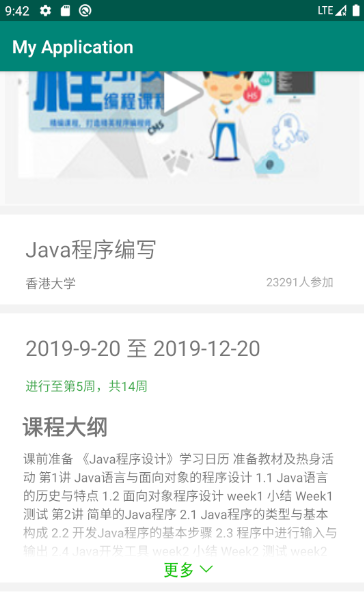 9:42
LTE
My Application
程序设
编程课程
精编课程，打造精英程序编程师
HS
CNS
Java程序编写
香港大学
23291人参加
2019-9-20 至 2019-12-20
进行至第5周，共14周
课程大纲
课前准备 《Java程序设计》学习日历 准备教材及热身活
动 第1讲 Java语言与面向对象的程序设计 1.1 Java语言
的历史与特点 1.2 面向对象程序设计 week1 小结 Week1
测试 第2讲 简单的Java程序 2.1 Java程序的类型与基本
构成 2.2 开发Java程序的基本步骤 2.3 程序中进行输入与
输出 2.4 Java开发工具 week2 小结 Week2 测试 week2
更多